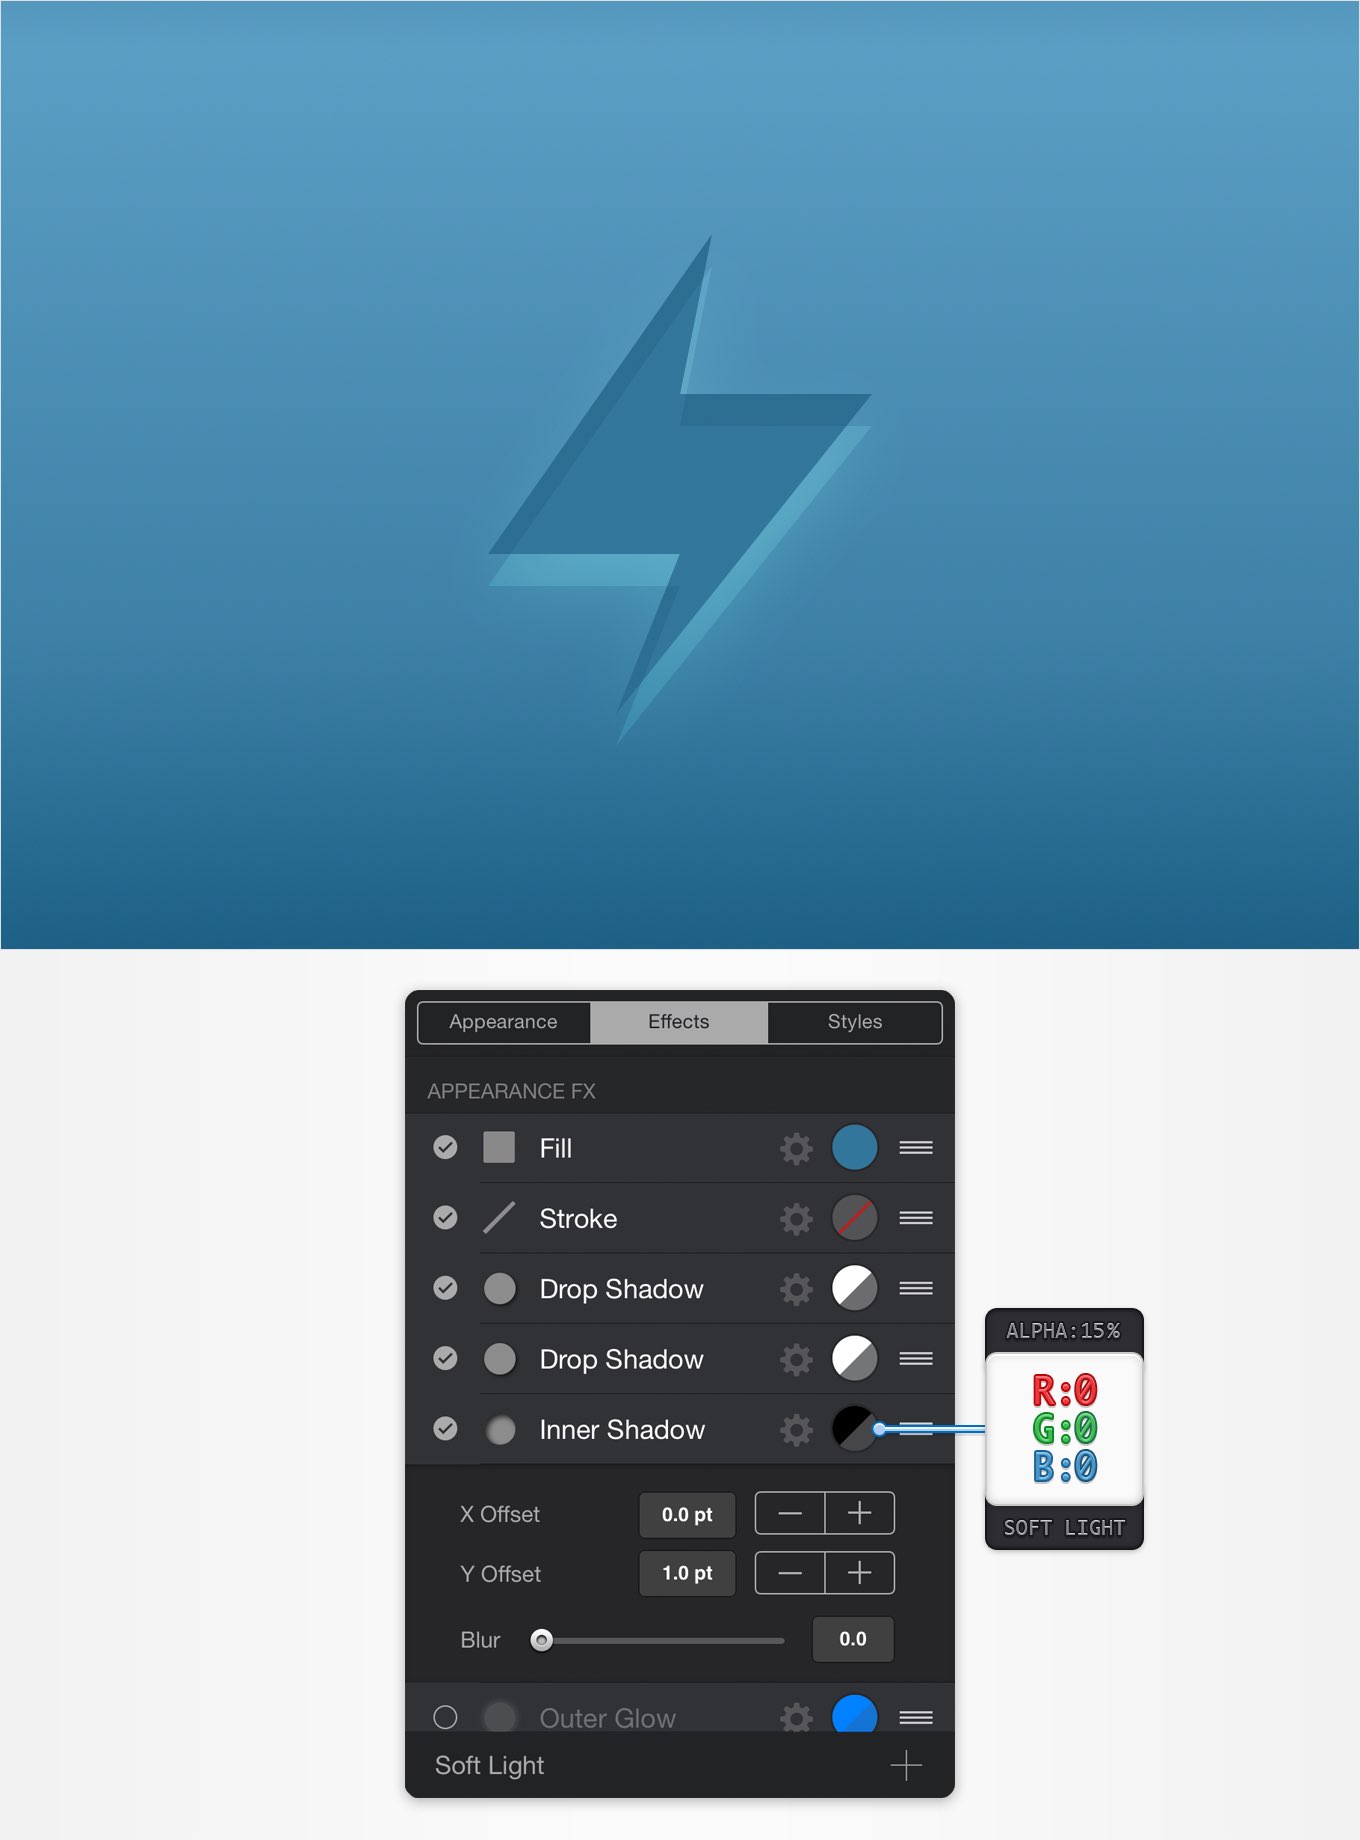 Appearance Effects Styles
APPEARANCE FX
Fill
Stroke
Drop Shadow
Drop Shadow
Inner Shadow
X Offset 0.0 pt
Y Offset 1.0 pt
Blur 0.0
Outer Glow
Soft Light
ALPHA:15%
R:0
G:0
B:0
SOFT LIGHT